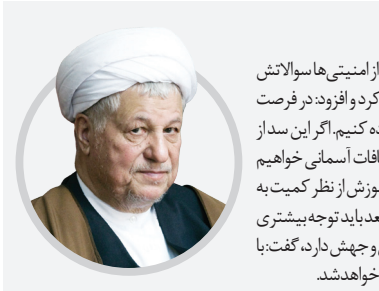 از امنیتی‌ها سوالاتش
کرد و افزود: در فرصت
ده کنیم. اگر این سد از
افات آسمانی خواهیم
وزش از نظر کمیت به
عد باید توجه بیشتری
و جهش دارد، گفت: با
خواهد شد.